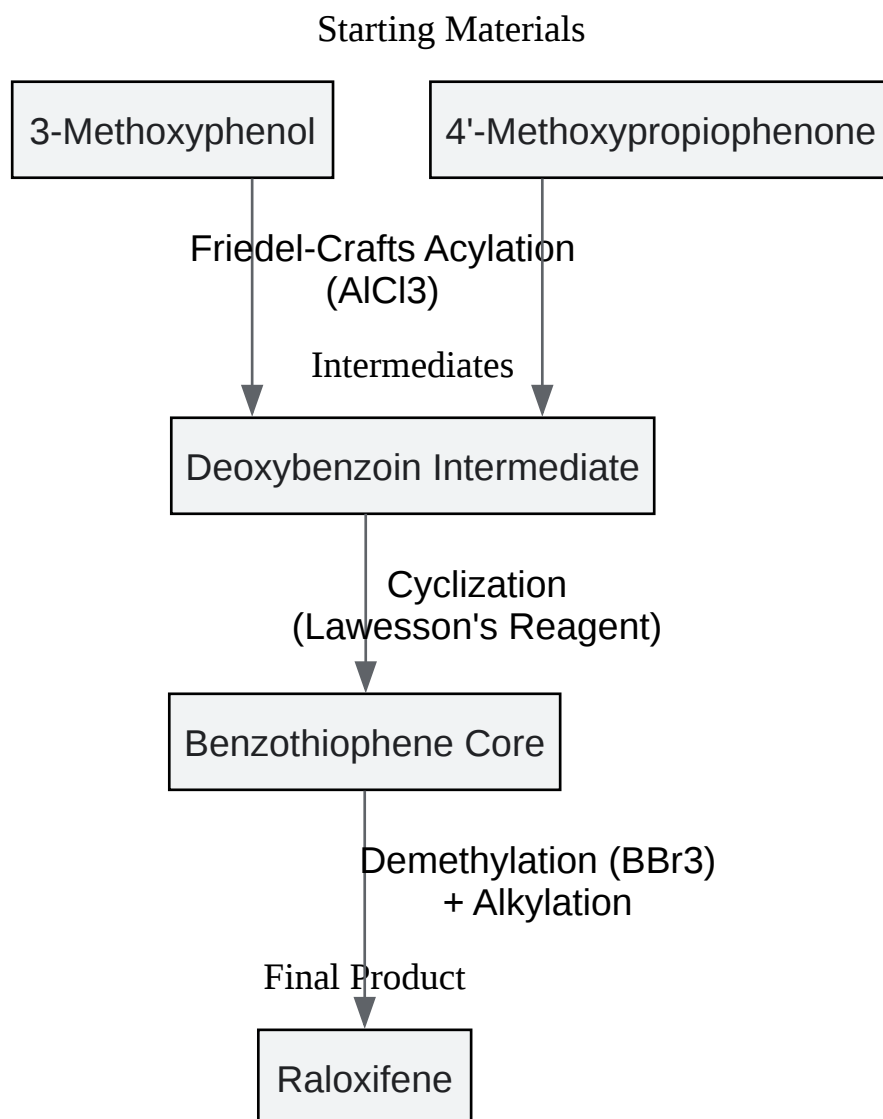 Starting Materials
3-Methoxyphenol
4'-Methoxypropiophenone
Friedel-Crafts Acylation
(AlCl3)
Intermediates
Deoxybenzoin Intermediate
Cyclization
(Lawesson's Reagent)
Benzothiophene Core
Demethylation (BBr3)
+ Alkylation
Final Product
Raloxifene